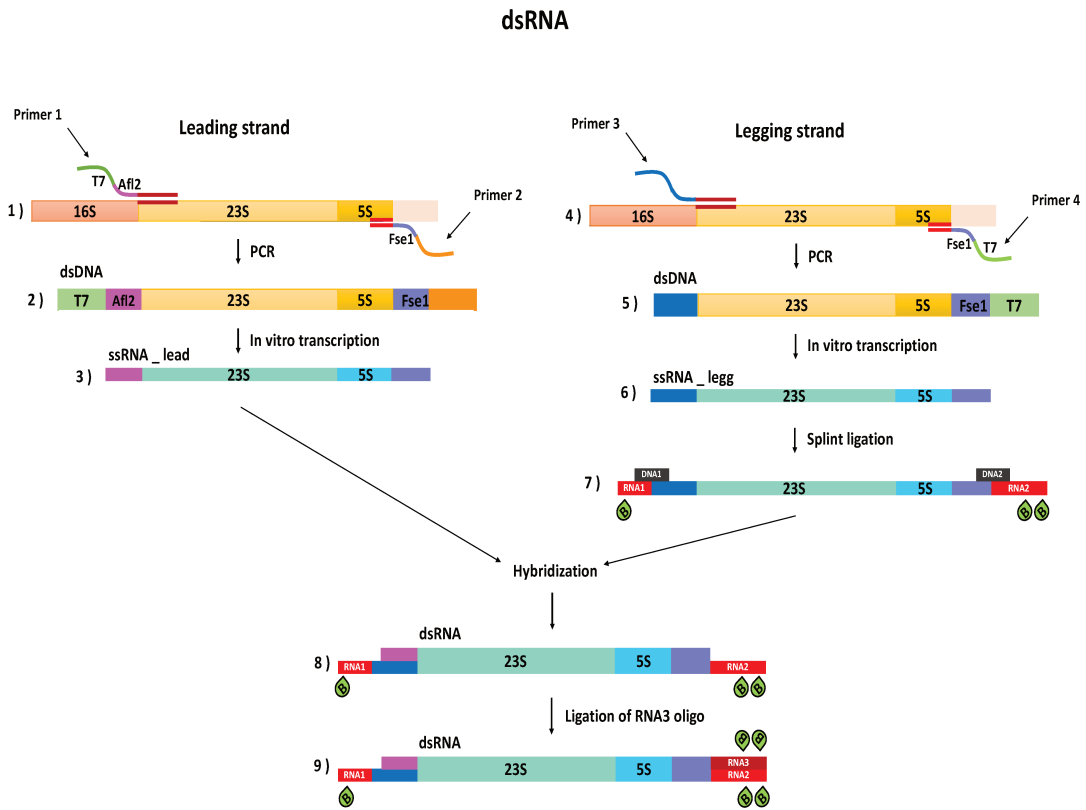 dsRNA
Primer 1
Leading strand
T7
Afl2
1 )
16S
23S
5S
Primer 2
Fse1
PCR
dsDNA
2 )
T7
Afl2
23S
5S
Fse1
In vitro transcription
ssRNA _ lead
3 )
23S
5S
Primer 3
Legging strand
4 )
16S
23S
5S
Primer 4
Fse1
T7
PCR
dsDNA
5 )
23S
5S
Fse1
T7
In vitro transcription
ssRNA _ legg
6 )
23S
5S
Splint ligation
DNA1
DNA2
7 )
RNA1
23S
5S
RNA2
B
B
B
Hybridization
dsRNA
8 )
RNA1
23S
5S
RNA2
B
B
B
Ligation of RNA3 oligo
B
B
dsRNA
9 )
RNA1
23S
5S
RNA3
RNA2
B
B
B